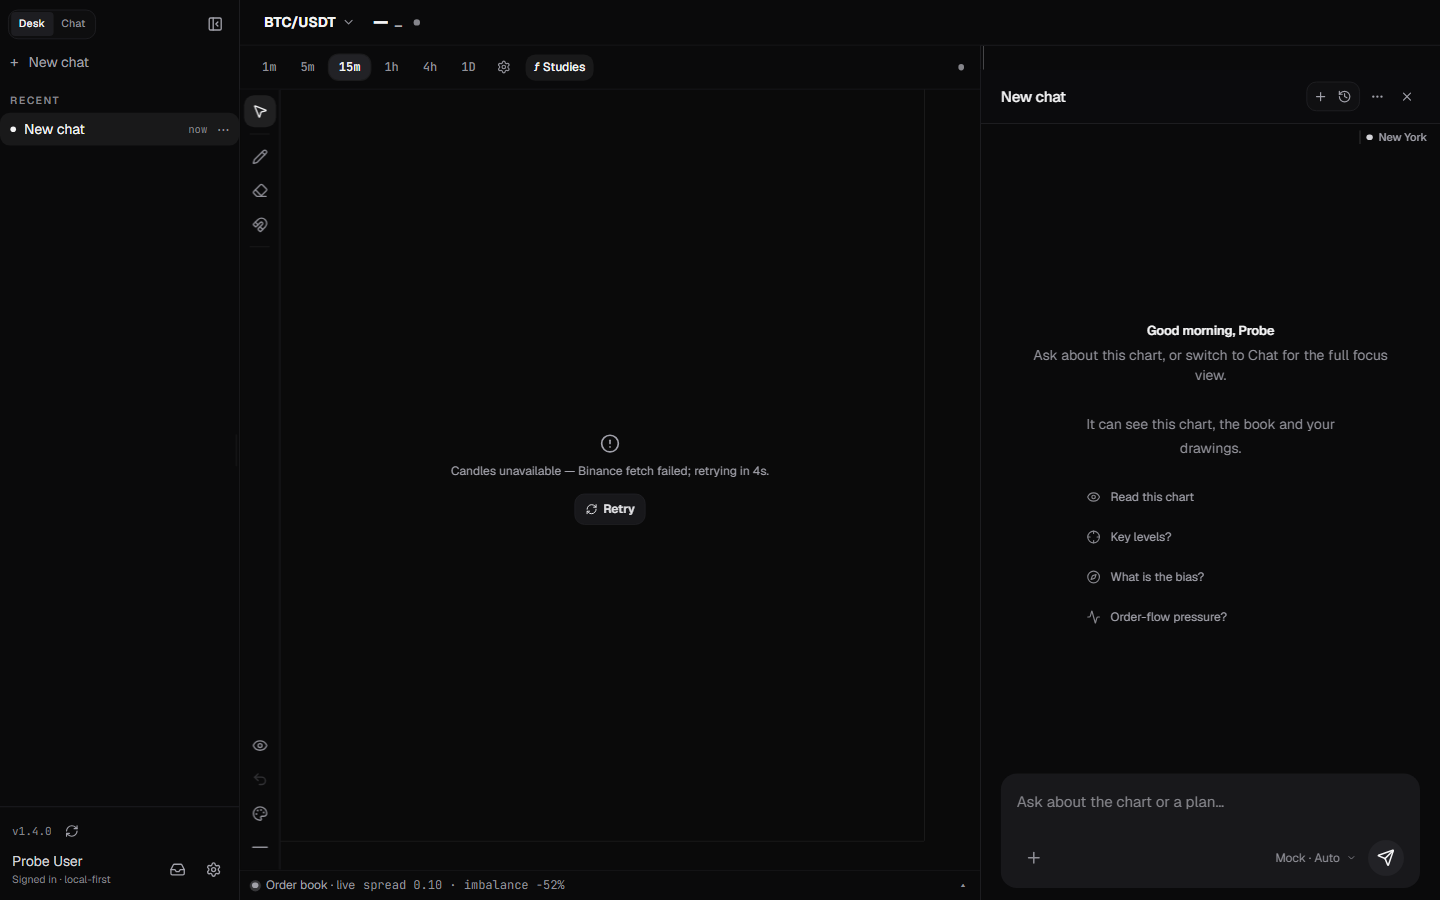 Desk Chat
+ New chat
RECENT
New chat now ...
v1.4.0
Probe User
Signed in · local-first
BTC/USDT — _
1m 5m 15m 1h 4h 1D f Studies
Candles unavailable — Binance fetch failed; retrying in 4s.
Retry
Order book · live spread 0.10 · imbalance -52%
New chat
New York
Good morning, Probe
Ask about this chart, or switch to Chat for the full focus
view.
It can see this chart, the book and your
drawings.
Read this chart
Key levels?
What is the bias?
Order-flow pressure?
Ask about the chart or a plan...
Mock · Auto